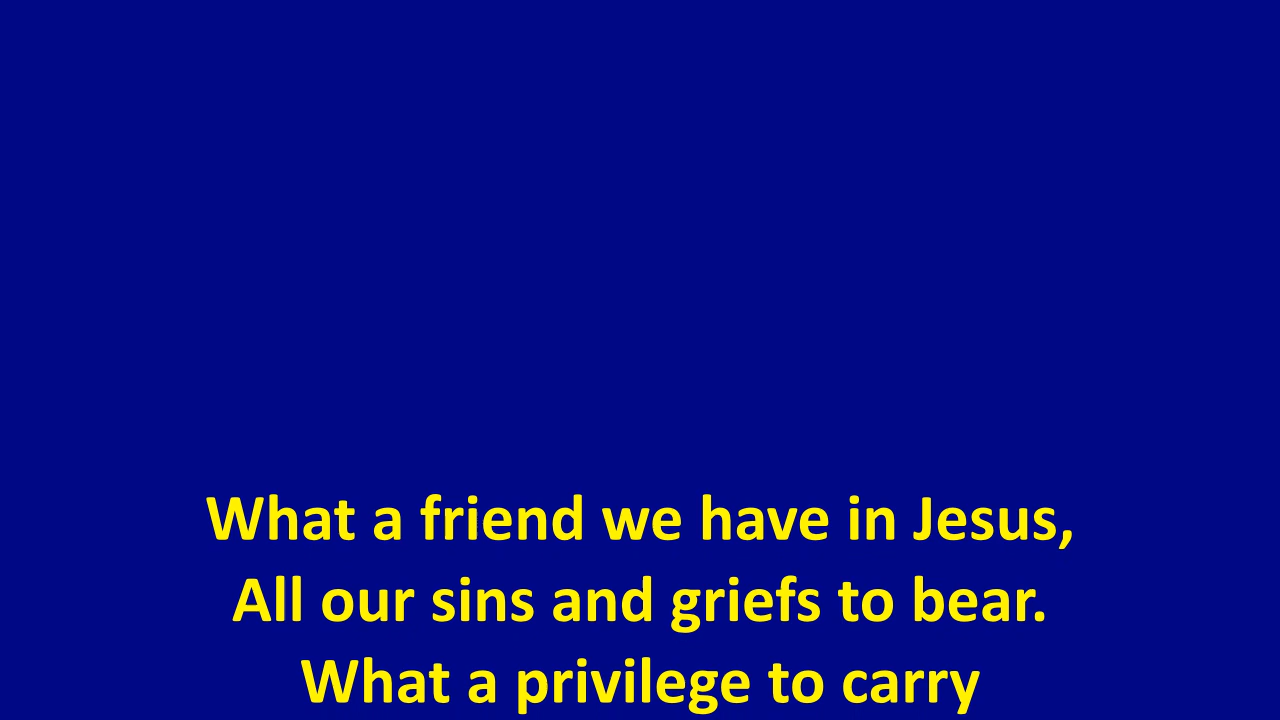 What a friend we have in Jesus,
All our sins and griefs to bear.
What a privilege to carry